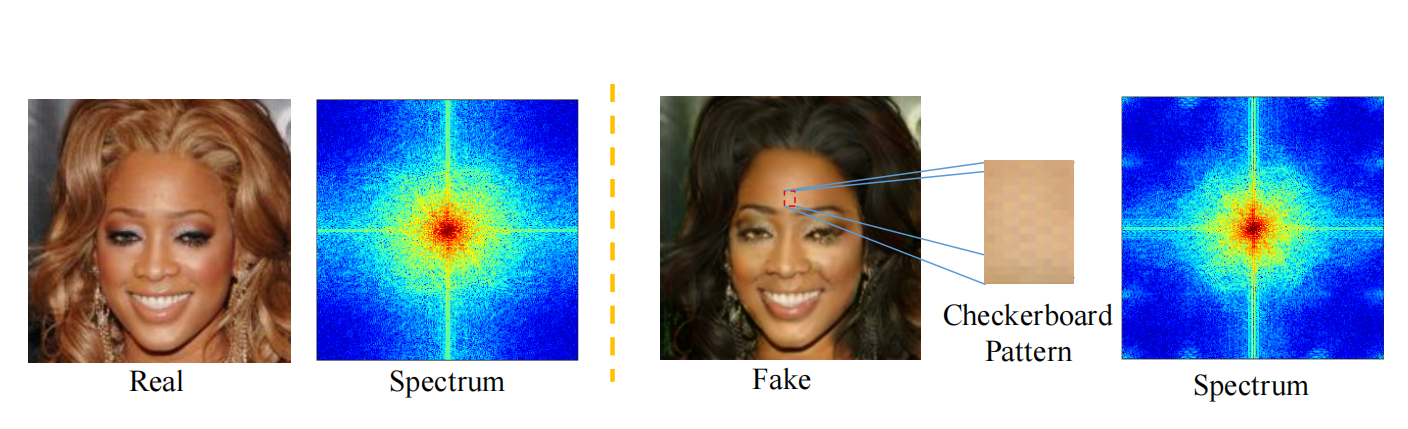 Real
Spectrum
Fake
Checkerboard
Pattern
Spectrum